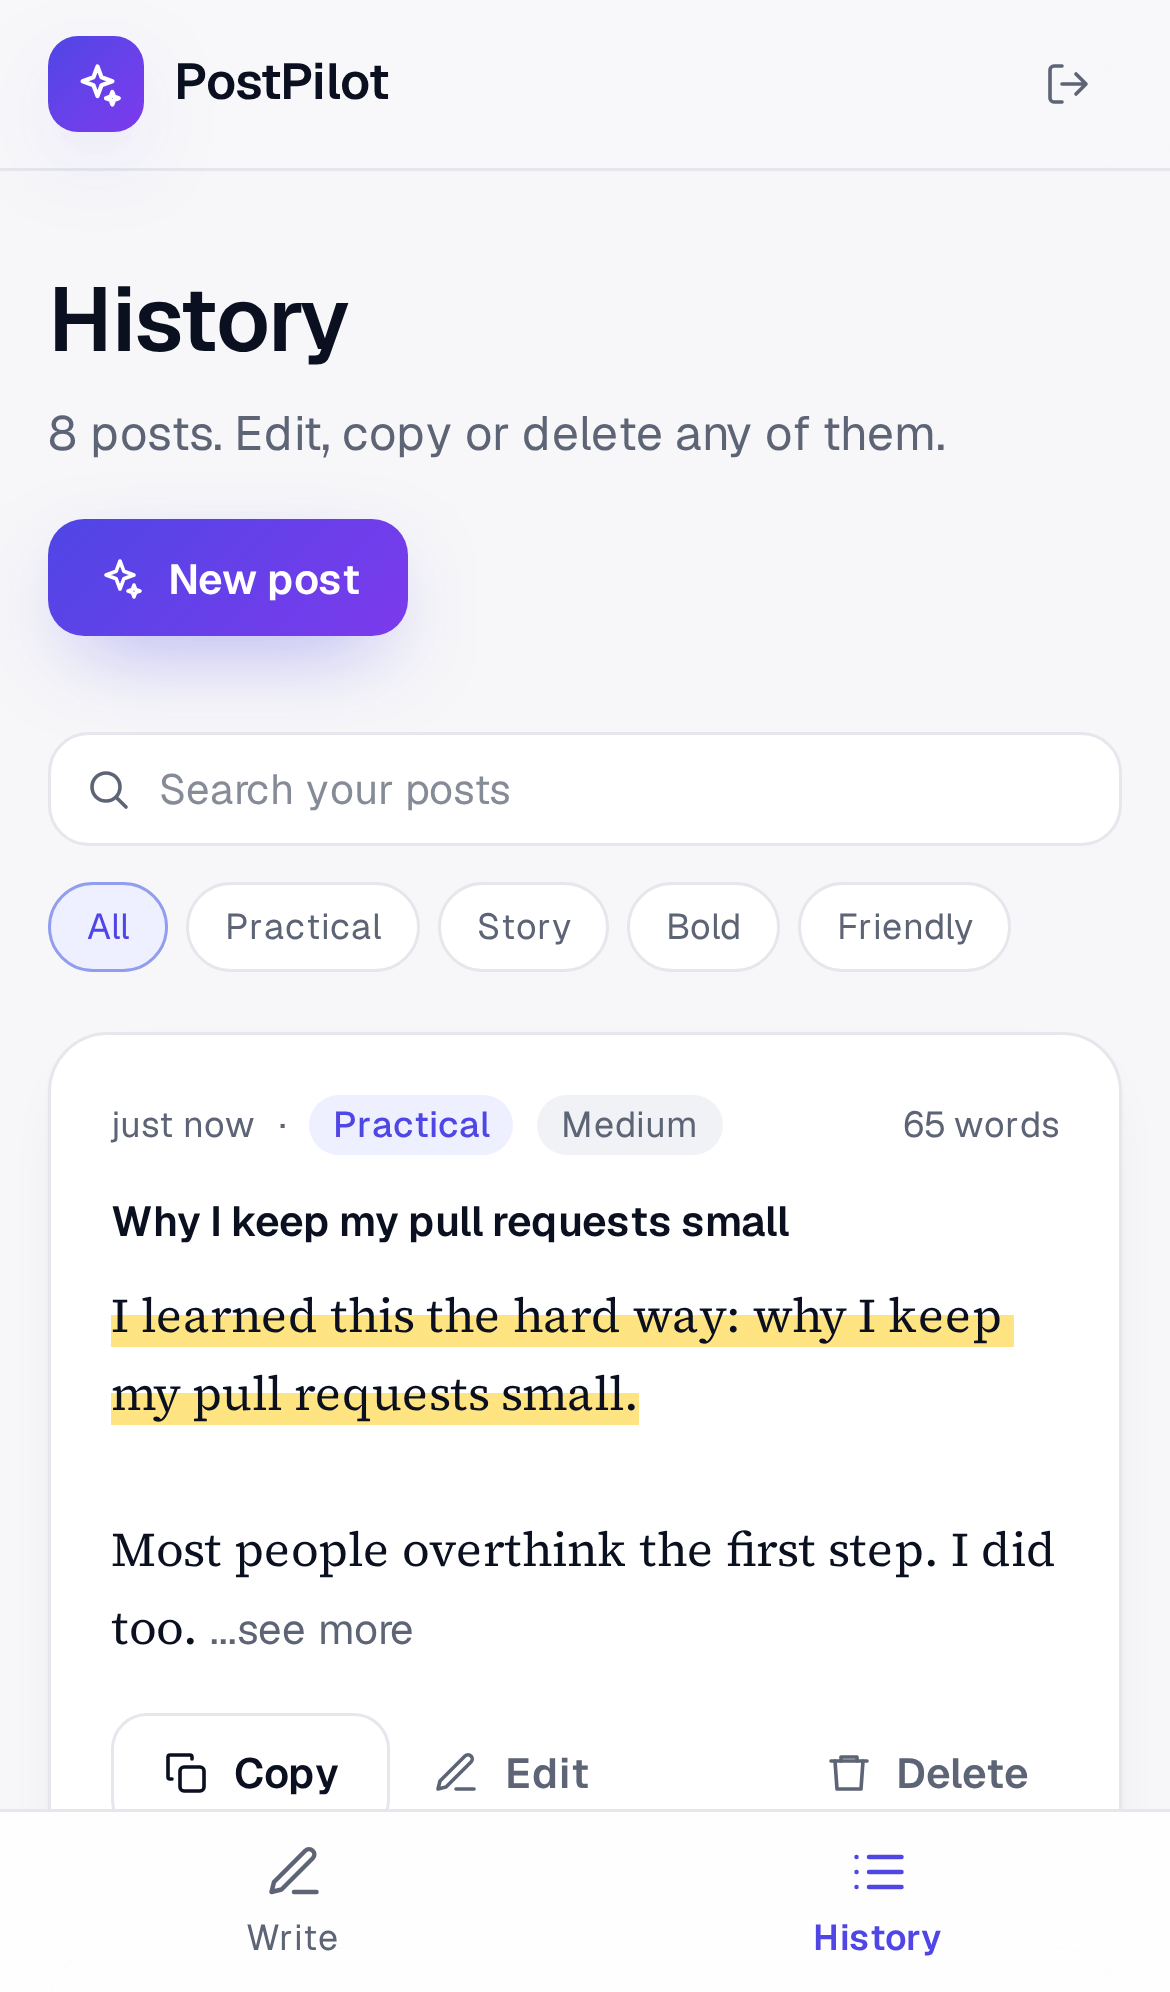 PostPilot
History
8 posts. Edit, copy or delete any of them.
New post
Search your posts
All Practical Story Bold Friendly
just now · Practical Medium 65 words
Why I keep my pull requests small
I learned this the hard way: why I keep
my pull requests small.
Most people overthink the first step. I did
too. ...see more
Copy Edit Delete
Write History